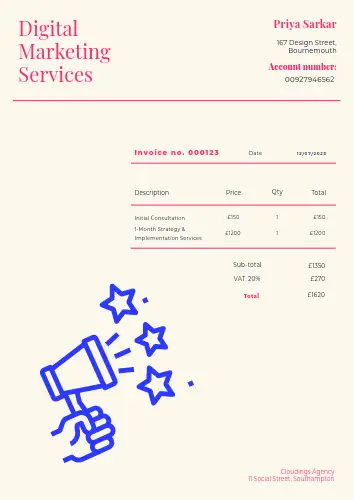 Digital
Marketing
Services
Priya Sarkar
167 Design Street,
Bournemouth
Account number:
00927946562
Invoice no. 000123 Date 12/07/2023
Description Price Qty Total
Initial Consultation £150 1 £150
1-Month Strategy &
Implementation Services £1200 1 £1200
Sub-total £1350
VAT 20% £270
Total £1620
Cloudings Agency
11 Social Street, Southampton